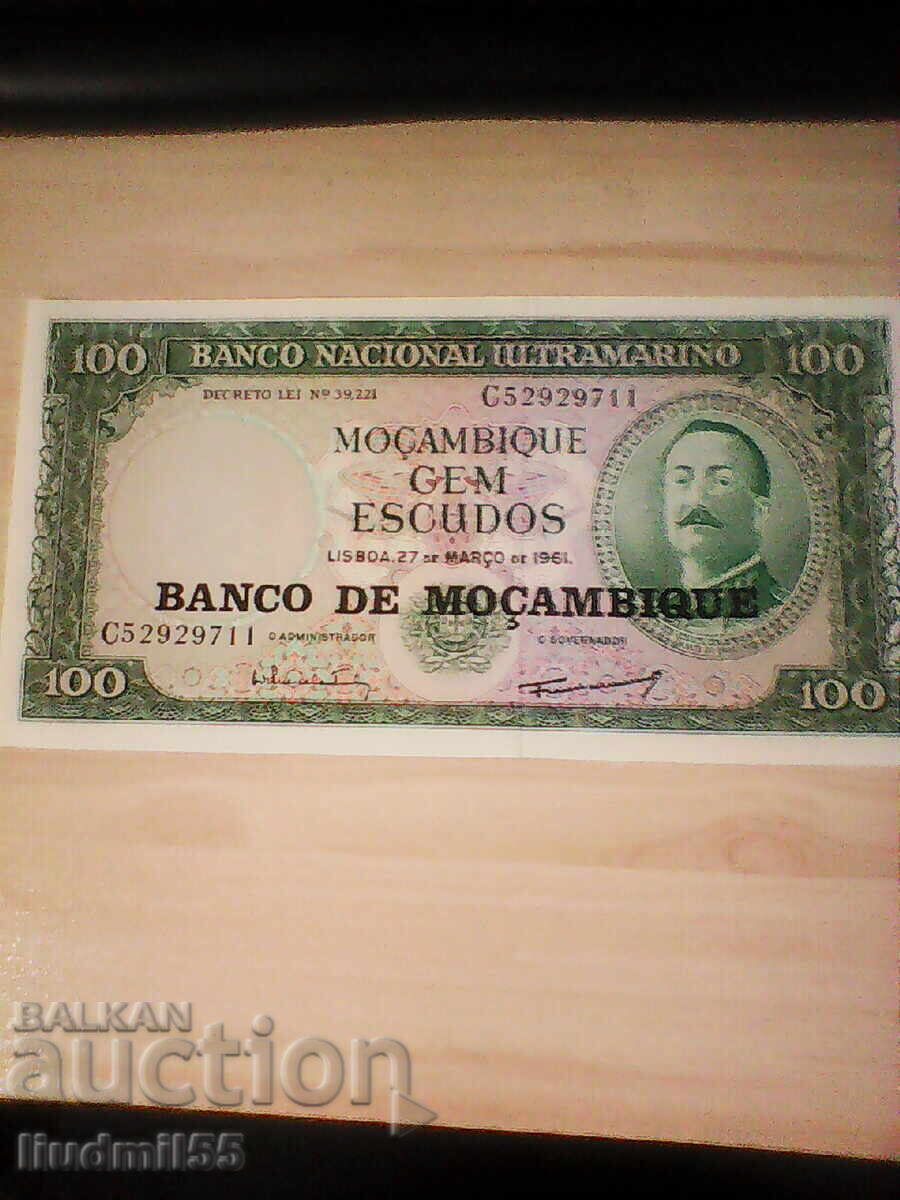 100 BANCO NACIONAL ULTRAMARINO 100
DECRETO LEI Nº 39,221 C52929711
MOÇAMBIQUE
CEM
ESCUDOS
LISBOA, 27 DE MARÇO DE 1961.
BANCO DE MOÇAMBIQUE
C52929711 O ADMINISTRADOR O GOVERNADOR
100 100
BALKAN
auction
liudmil55